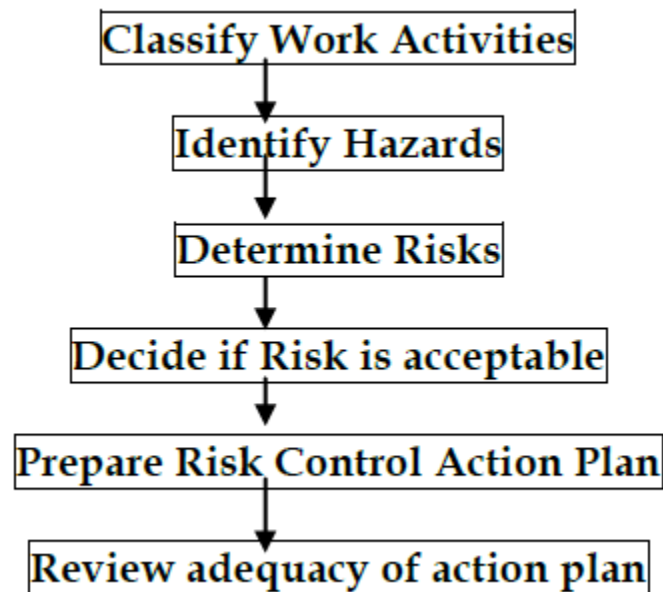 Classify Work Activities
Identify Hazards
Determine Risks
Decide if Risk is acceptable
Prepare Risk Control Action Plan
Review adequacy of action plan